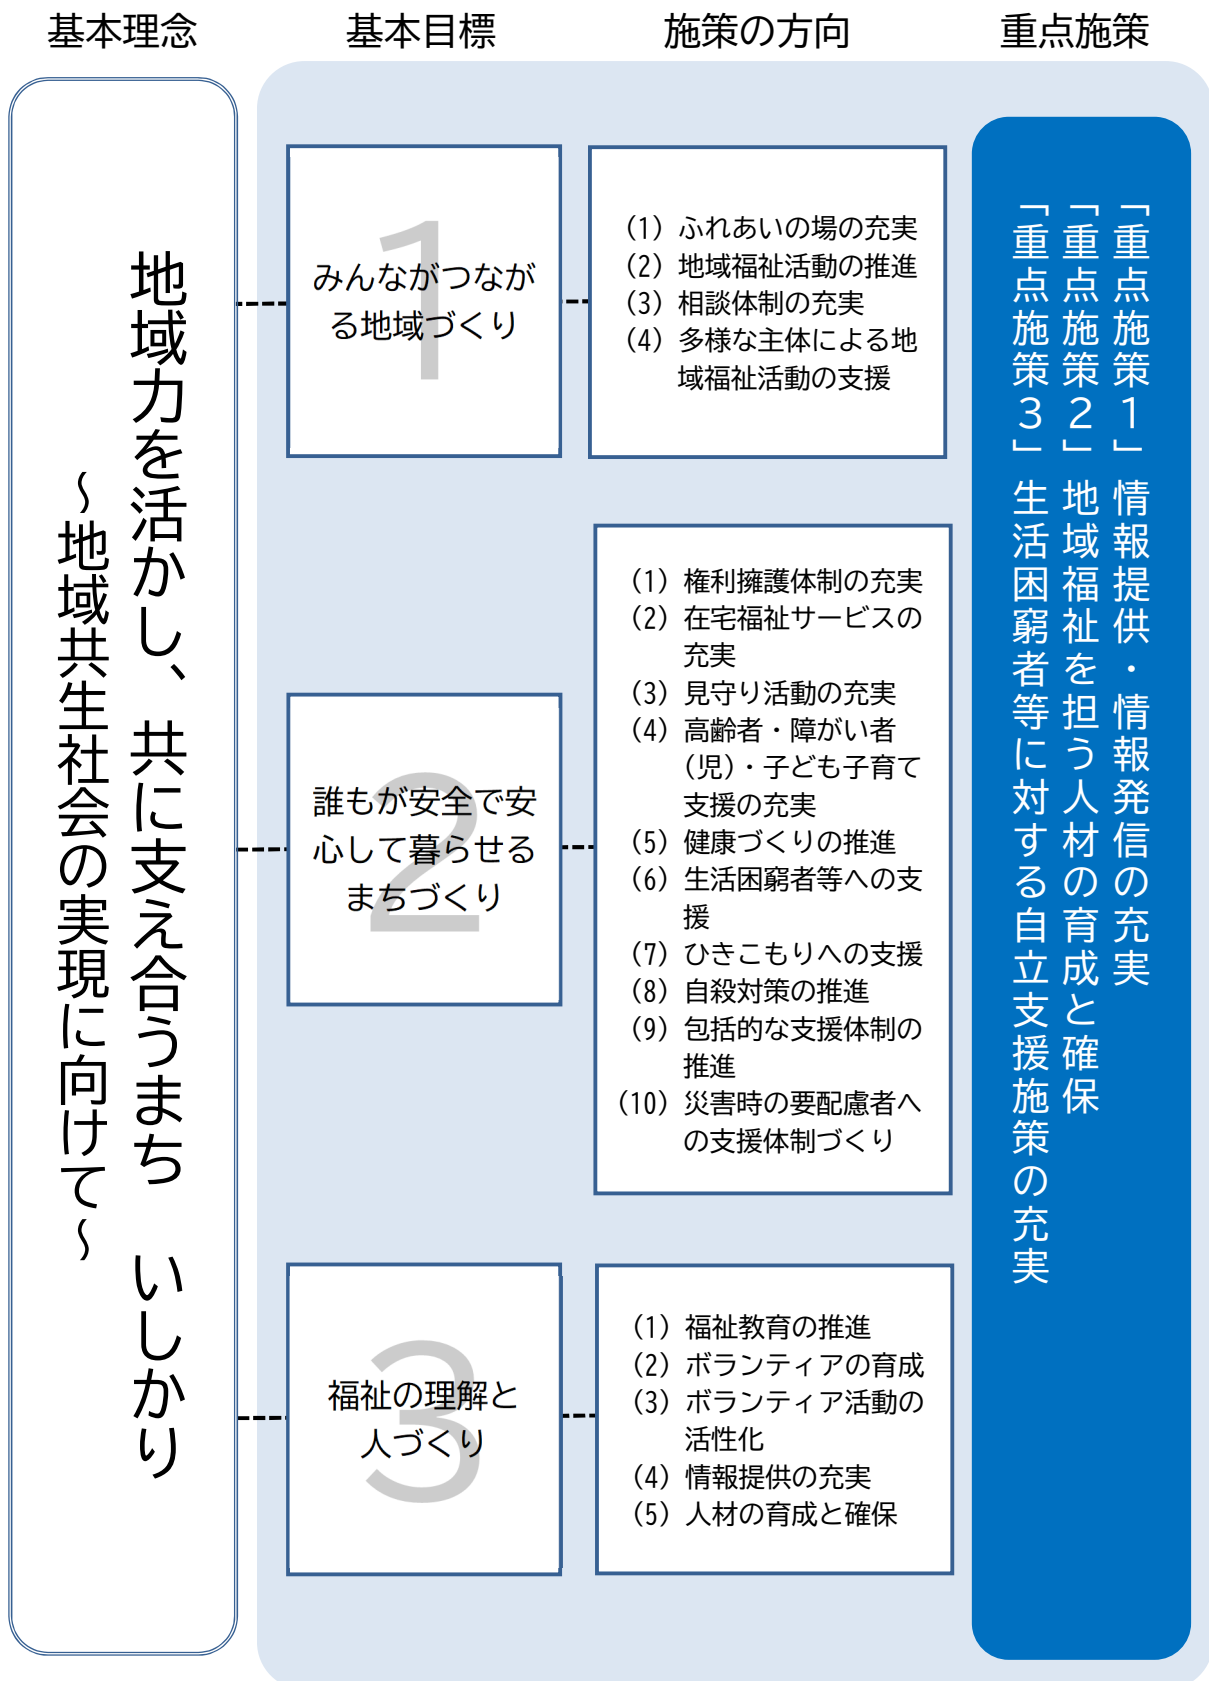 基本理念
基本目標
施策の方向
重点施策
地域力を活かし、共に支え合うまち　いしかり
～地域共生社会の実現に向けて～
1
みんながつなが
る地域づくり
(1) ふれあいの場の充実
(2) 地域福祉活動の推進
(3) 相談体制の充実
(4) 多様な主体による地
域福祉活動の支援
2
誰もが安全で安
心して暮らせる
まちづくり
(1) 権利擁護体制の充実
(2) 在宅福祉サービスの
充実
(3) 見守り活動の充実
(4) 高齢者・障がい者
(児)・子ども子育て
支援の充実
(5) 健康づくりの推進
(6) 生活困窮者等への支
援
(7) ひきこもりへの支援
(8) 自殺対策の推進
(9) 包括的な支援体制の
推進
(10) 災害時の要配慮者へ
の支援体制づくり
3
福祉の理解と
人づくり
(1) 福祉教育の推進
(2) ボランティアの育成
(3) ボランティア活動の
活性化
(4) 情報提供の充実
(5) 人材の育成と確保
「重点施策１」情報提供・情報発信の充実
「重点施策２」地域福祉を担う人材の育成と確保
「重点施策３」生活困窮者等に対する自立支援施策の充実